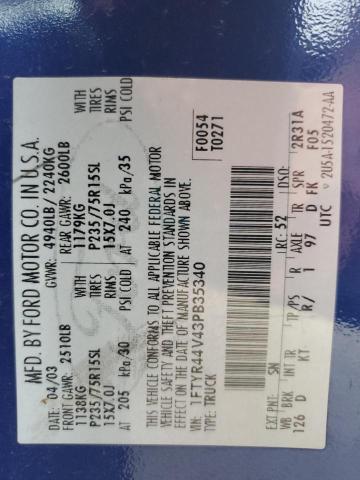 MFD. BY FORD MOTOR CO. IN U.S.A.
DATE: 04/03 GVWR: 4940LB/ 2240KG
FRONT GAWR: 2510LB REAR GAWR: 2600LB
1138KG 1179KG WITH
P235/75R15SL P235/75R15SL TIRES
15X7.0J 15X7.0J RIMS
AT 205 kPa/30 AT 240 kPa/35 PSI COLD
THIS VEHICLE CONFORMS TO ALL APPLICABLE FEDERAL MOTOR
VEHICLE SAFETY AND THEFT PREVENTION STANDARDS IN
EFFECT ON THE DATE OF MANUFACTURE SHOWN ABOVE.
VIN: 1FTYR44V43PB35340 F0054
TYPE: TRUCK T0271
EXT PNT: SN RC: 52 DSO:
WB BRK INT TR TP/PS R AXLE TR SPR 2R31A
126 D KT R/ 1 97 D FK F05
UTC 2U5A-1520472-AA
WITH
TIRES
RIMS
PSI COLD